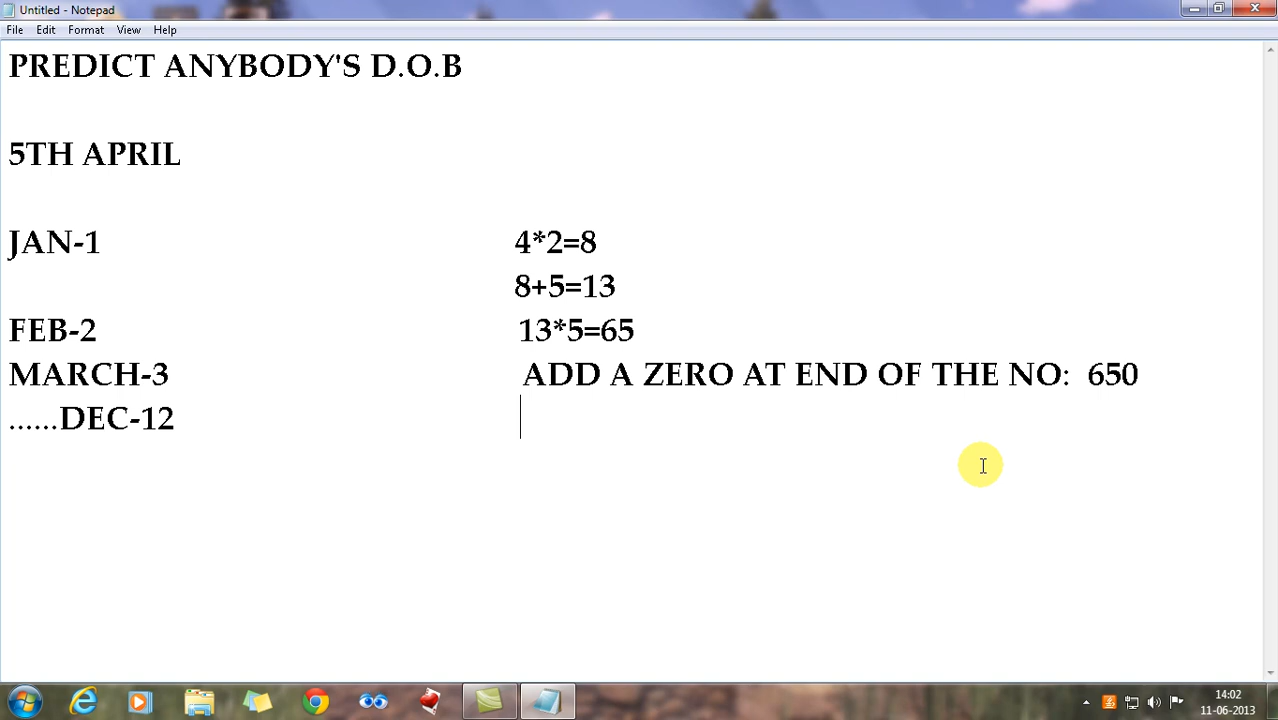 Untitled - Notepad
File Edit Format View Help
PREDICT ANYBODY'S D.O.B
5TH APRIL
JAN-1 4*2=8
8+5=13
FEB-2 13*5=65
MARCH-3 ADD A ZERO AT END OF THE NO: 650
......DEC-12
14:02
11-06-2013